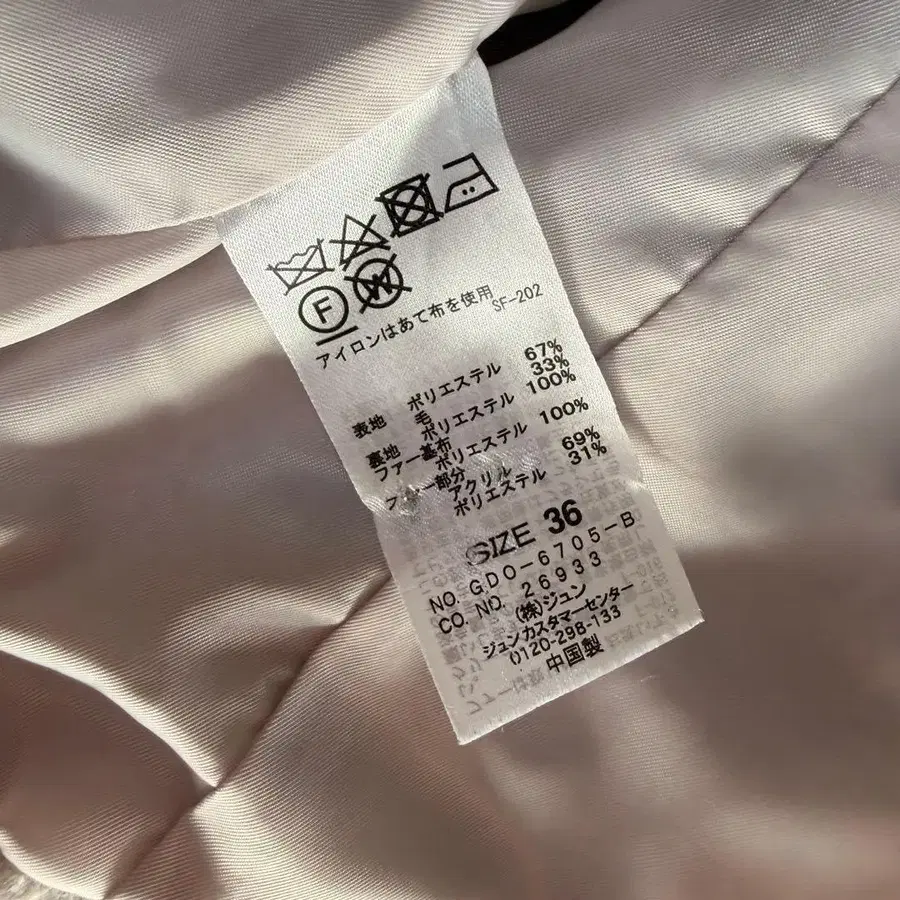 F W
アイロンはあて布を使用 SF-202
表地 ポリエステル 67%
毛 33%
裏地 ポリエステル 100%
ファー基布
ポリエステル 100%
ファー部分
アクリル 69%
ポリエステル 31%
SIZE 36
NO. GDO-6705-B
CO. NO. 26933
(株)ジュン
ジュンカスタマーセンター
0120-298-133
中国製